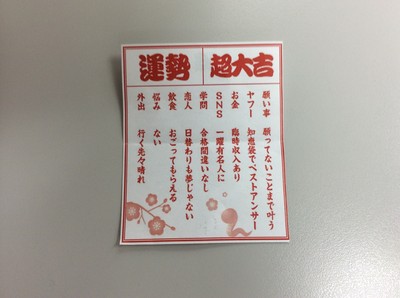 運勢 超大吉
願い事 願ってないことまで叶う
ヤフー 知恵袋でベストアンサー
お金 臨時収入あり
SNS 一躍有名人に
学問 合格間違いなし
恋人 日替わりも夢じゃない
飲食 おごってもらえる
悩み ない
外出 行く先々晴れ